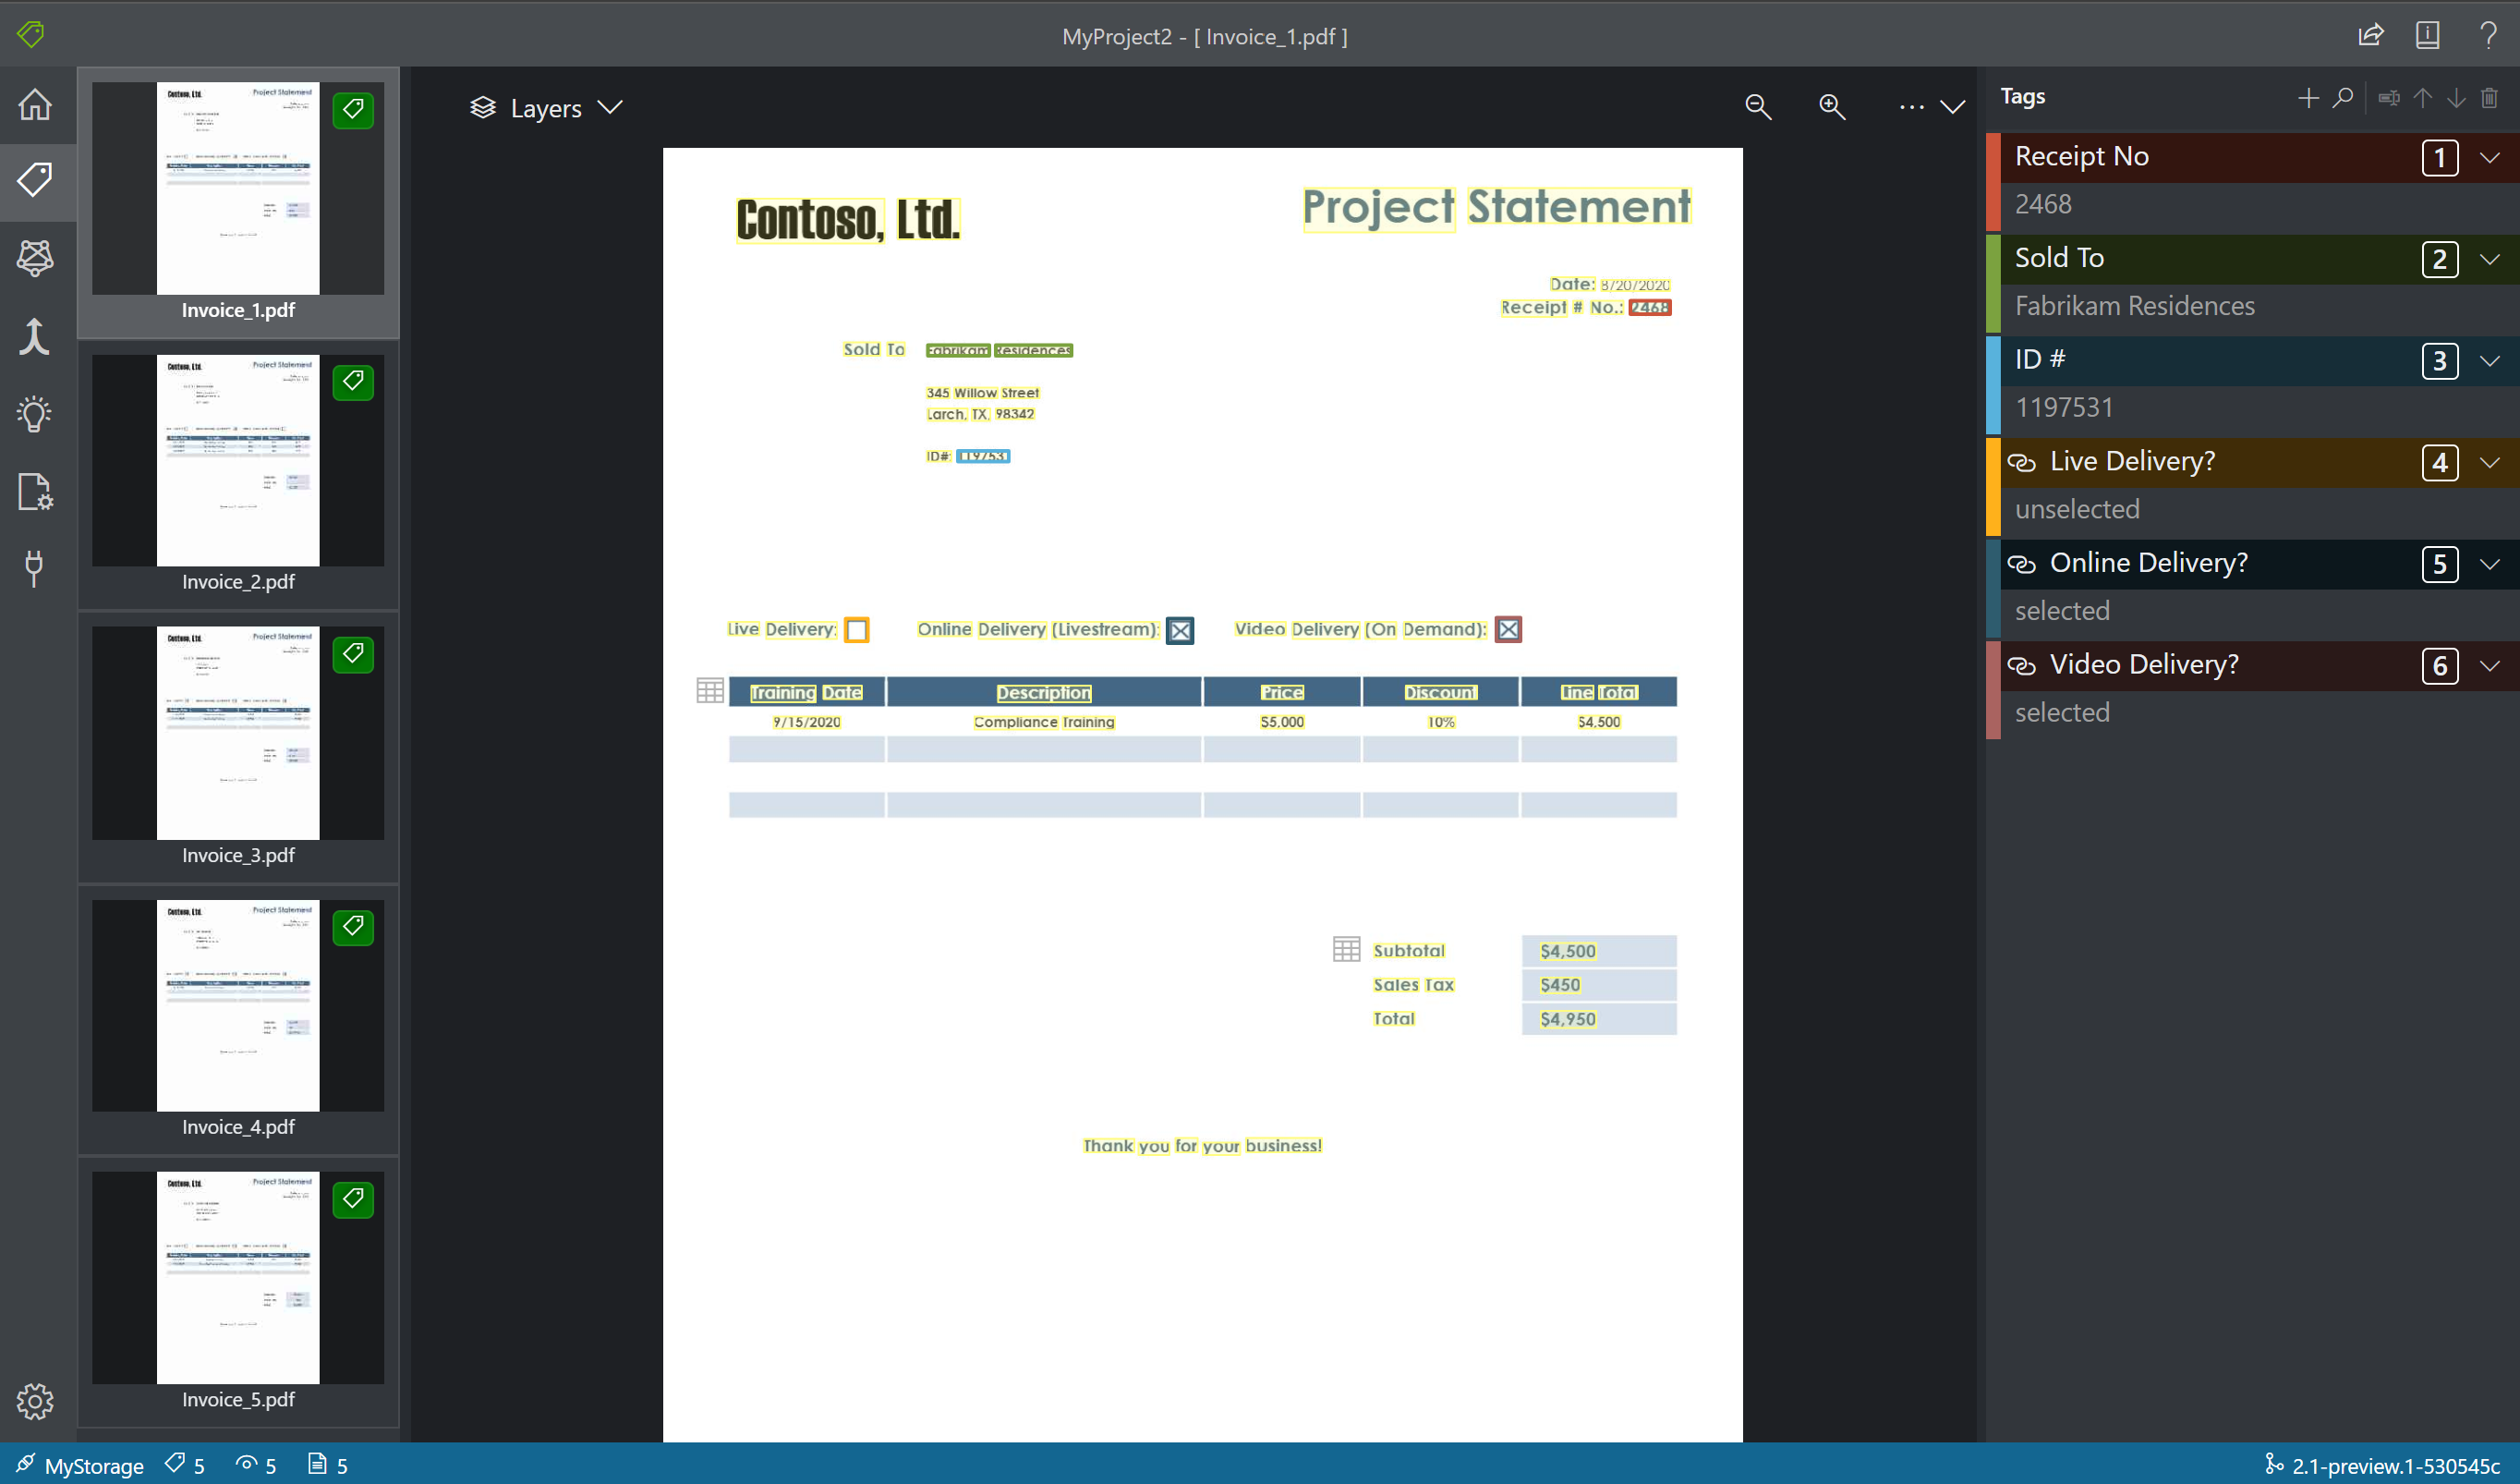 MyProject2 - [ Invoice_1.pdf ]
Invoice_1.pdf
Invoice_2.pdf
Invoice_3.pdf
Invoice_4.pdf
Invoice_5.pdf
Layers
Contoso, Ltd.
Project Statement
Date: 8/20/2020
Receipt # No.: 2468
Sold To Fabrikam Residences
345 Willow Street
Larch, TX, 98342
ID#: 1197531
Live Delivery: Online Delivery (Livestream): Video Delivery (On Demand):
Training Date Description Price Discount Line Total
9/15/2020 Compliance Training $5,000 10% $4,500
Subtotal $4,500
Sales Tax $450
Total $4,950
Thank you for your business!
Tags
Receipt No 1
2468
Sold To 2
Fabrikam Residences
ID # 3
1197531
Live Delivery? 4
unselected
Online Delivery? 5
selected
Video Delivery? 6
selected
MyStorage 5 5 5
2.1-preview.1-530545c